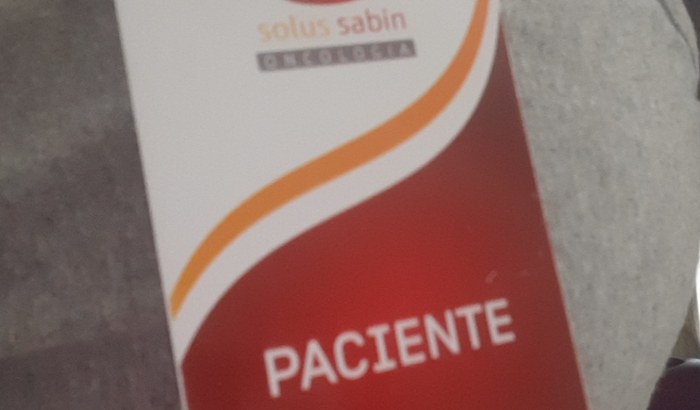 solus sabin
ONCOLOGIA
PACIENTE